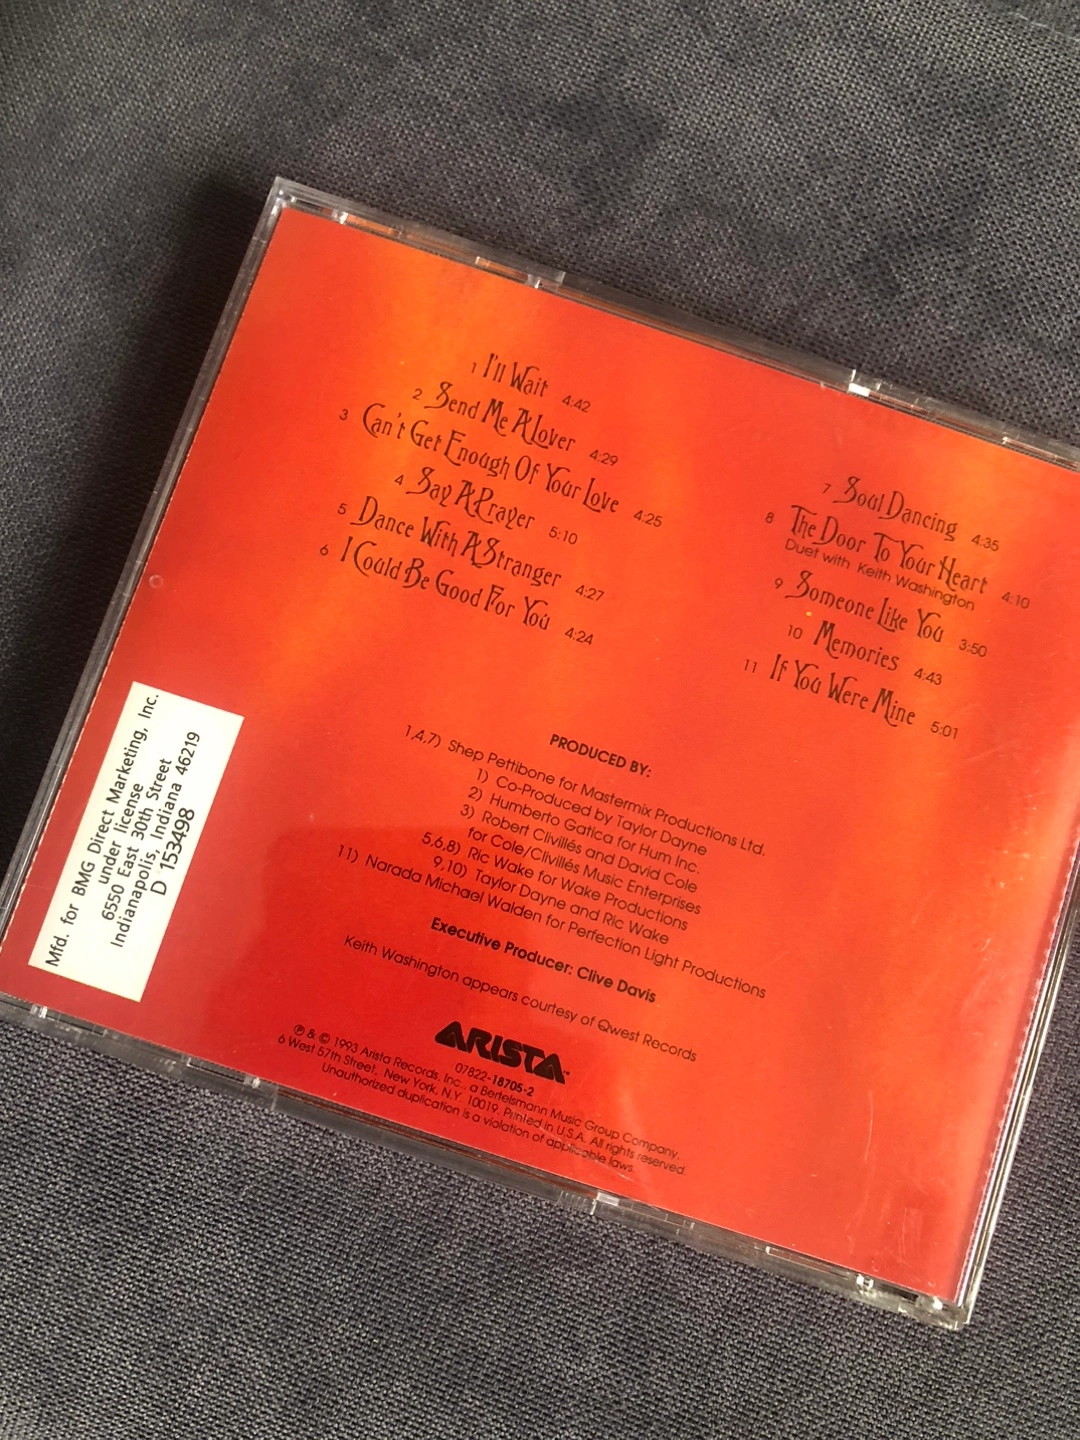 1 I'll Wait 4:42
2 Send Me A Lover 4:29
3 Can't Get Enough Of Your Love 4:25
4 Say A Prayer 5:10
5 Dance With A Stranger 4:27
6 I Could Be Good For You 4:24
7 Soul Dancing 4:35
8 The Door To Your Heart 4:10
Duet with Keith Washington
9 Someone Like You 3:50
10 Memories 4:43
11 If You Were Mine 5:01
PRODUCED BY:
1,4,7) Shep Pettibone for Mastermix Productions Ltd.
1) Co-Produced by Taylor Dayne
2) Humberto Gatica for Hum Inc.
3) Robert Clivillés and David Cole
for Cole/Clivillés Music Enterprises
5,6,8) Ric Wake for Wake Productions
9,10) Taylor Dayne and Ric Wake
11) Narada Michael Walden for Perfection Light Productions
Executive Producer: Clive Davis
Keith Washington appears courtesy of Qwest Records
ARISTA™
07822-18705-2
℗ & © 1993 Arista Records, Inc., a Bertelsmann Music Group Company.
6 West 57th Street, New York, N.Y. 10019. Printed in U.S.A. All rights reserved.
Unauthorized duplication is a violation of applicable laws.
Mfd. for BMG Direct Marketing, Inc.
under license
6550 East 30th Street
Indianapolis, Indiana 46219
D 153498